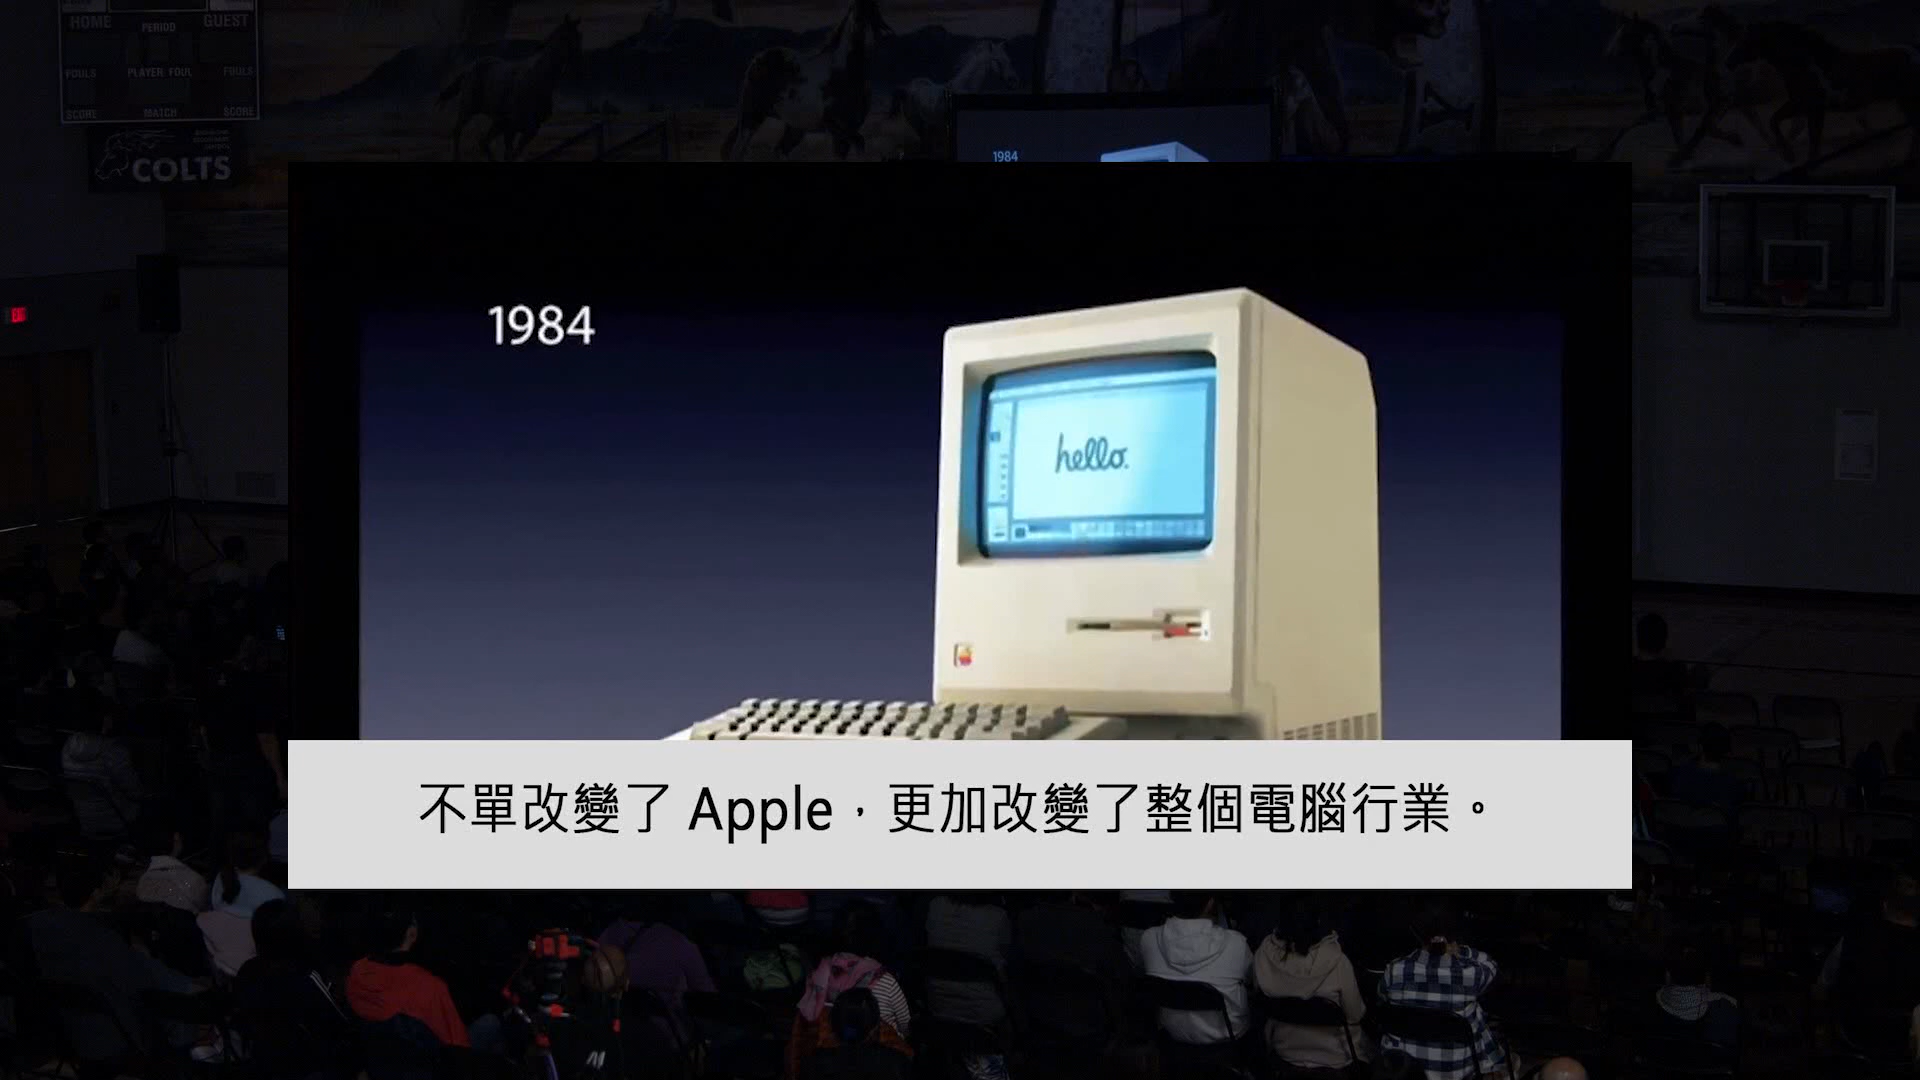 HOME
PERIOD
GUEST
FOULS
PLAYER FOUL
FOULS
SCORE
MATCH
SCORE
COLTS
1984
1984
hello.
不單改變了 Apple，更加改變了整個電腦行業。